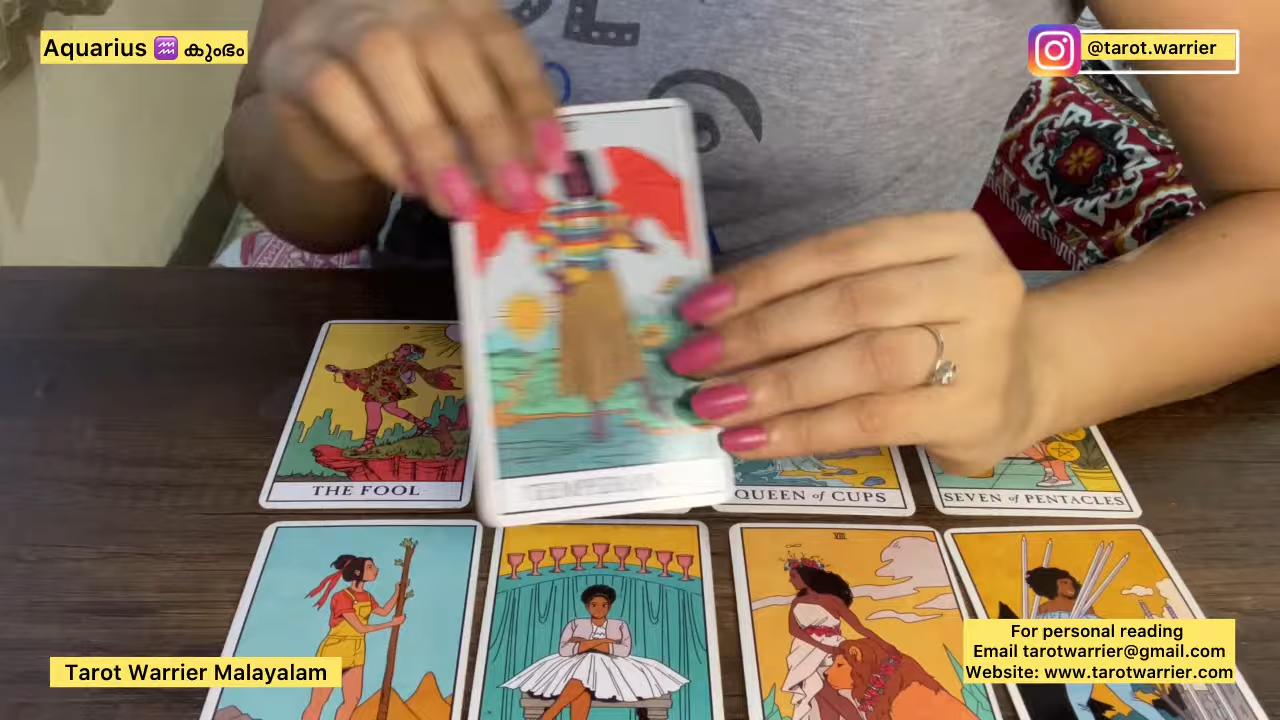 Aquarius ♒ കുംഭം
@tarot.warrier
THE FOOL
QUEEN of CUPS
SEVEN of PENTACLES
VIII
For personal reading
Email tarotwarrier@gmail.com
Website: www.tarotwarrier.com
Tarot Warrier Malayalam